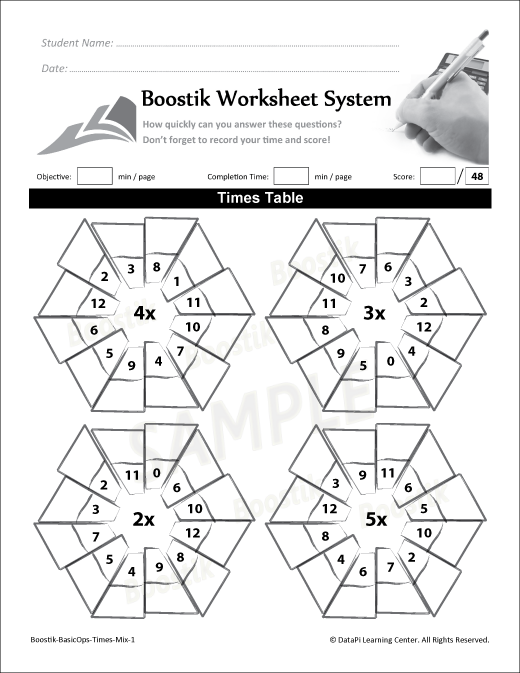 Student Name:
Date:
Boostik Worksheet System
How quickly can you answer these questions?
Don’t forget to record your time and score!
Objective: min / page Completion Time: min / page Score: / 48
Times Table
4x
8
1
11
10
7
4
9
5
6
12
2
3
3x
6
3
2
12
4
0
5
9
8
11
10
7
2x
0
6
10
12
8
9
4
5
7
3
2
11
5x
11
6
5
10
2
7
6
4
8
12
3
9
Boostik
Boostik
Boostik
SAMPLE
Boostik
Boostik
Boostik
Boostik-BasicOps-Times-Mix-1 © DataPi Learning Center. All Rights Reserved.